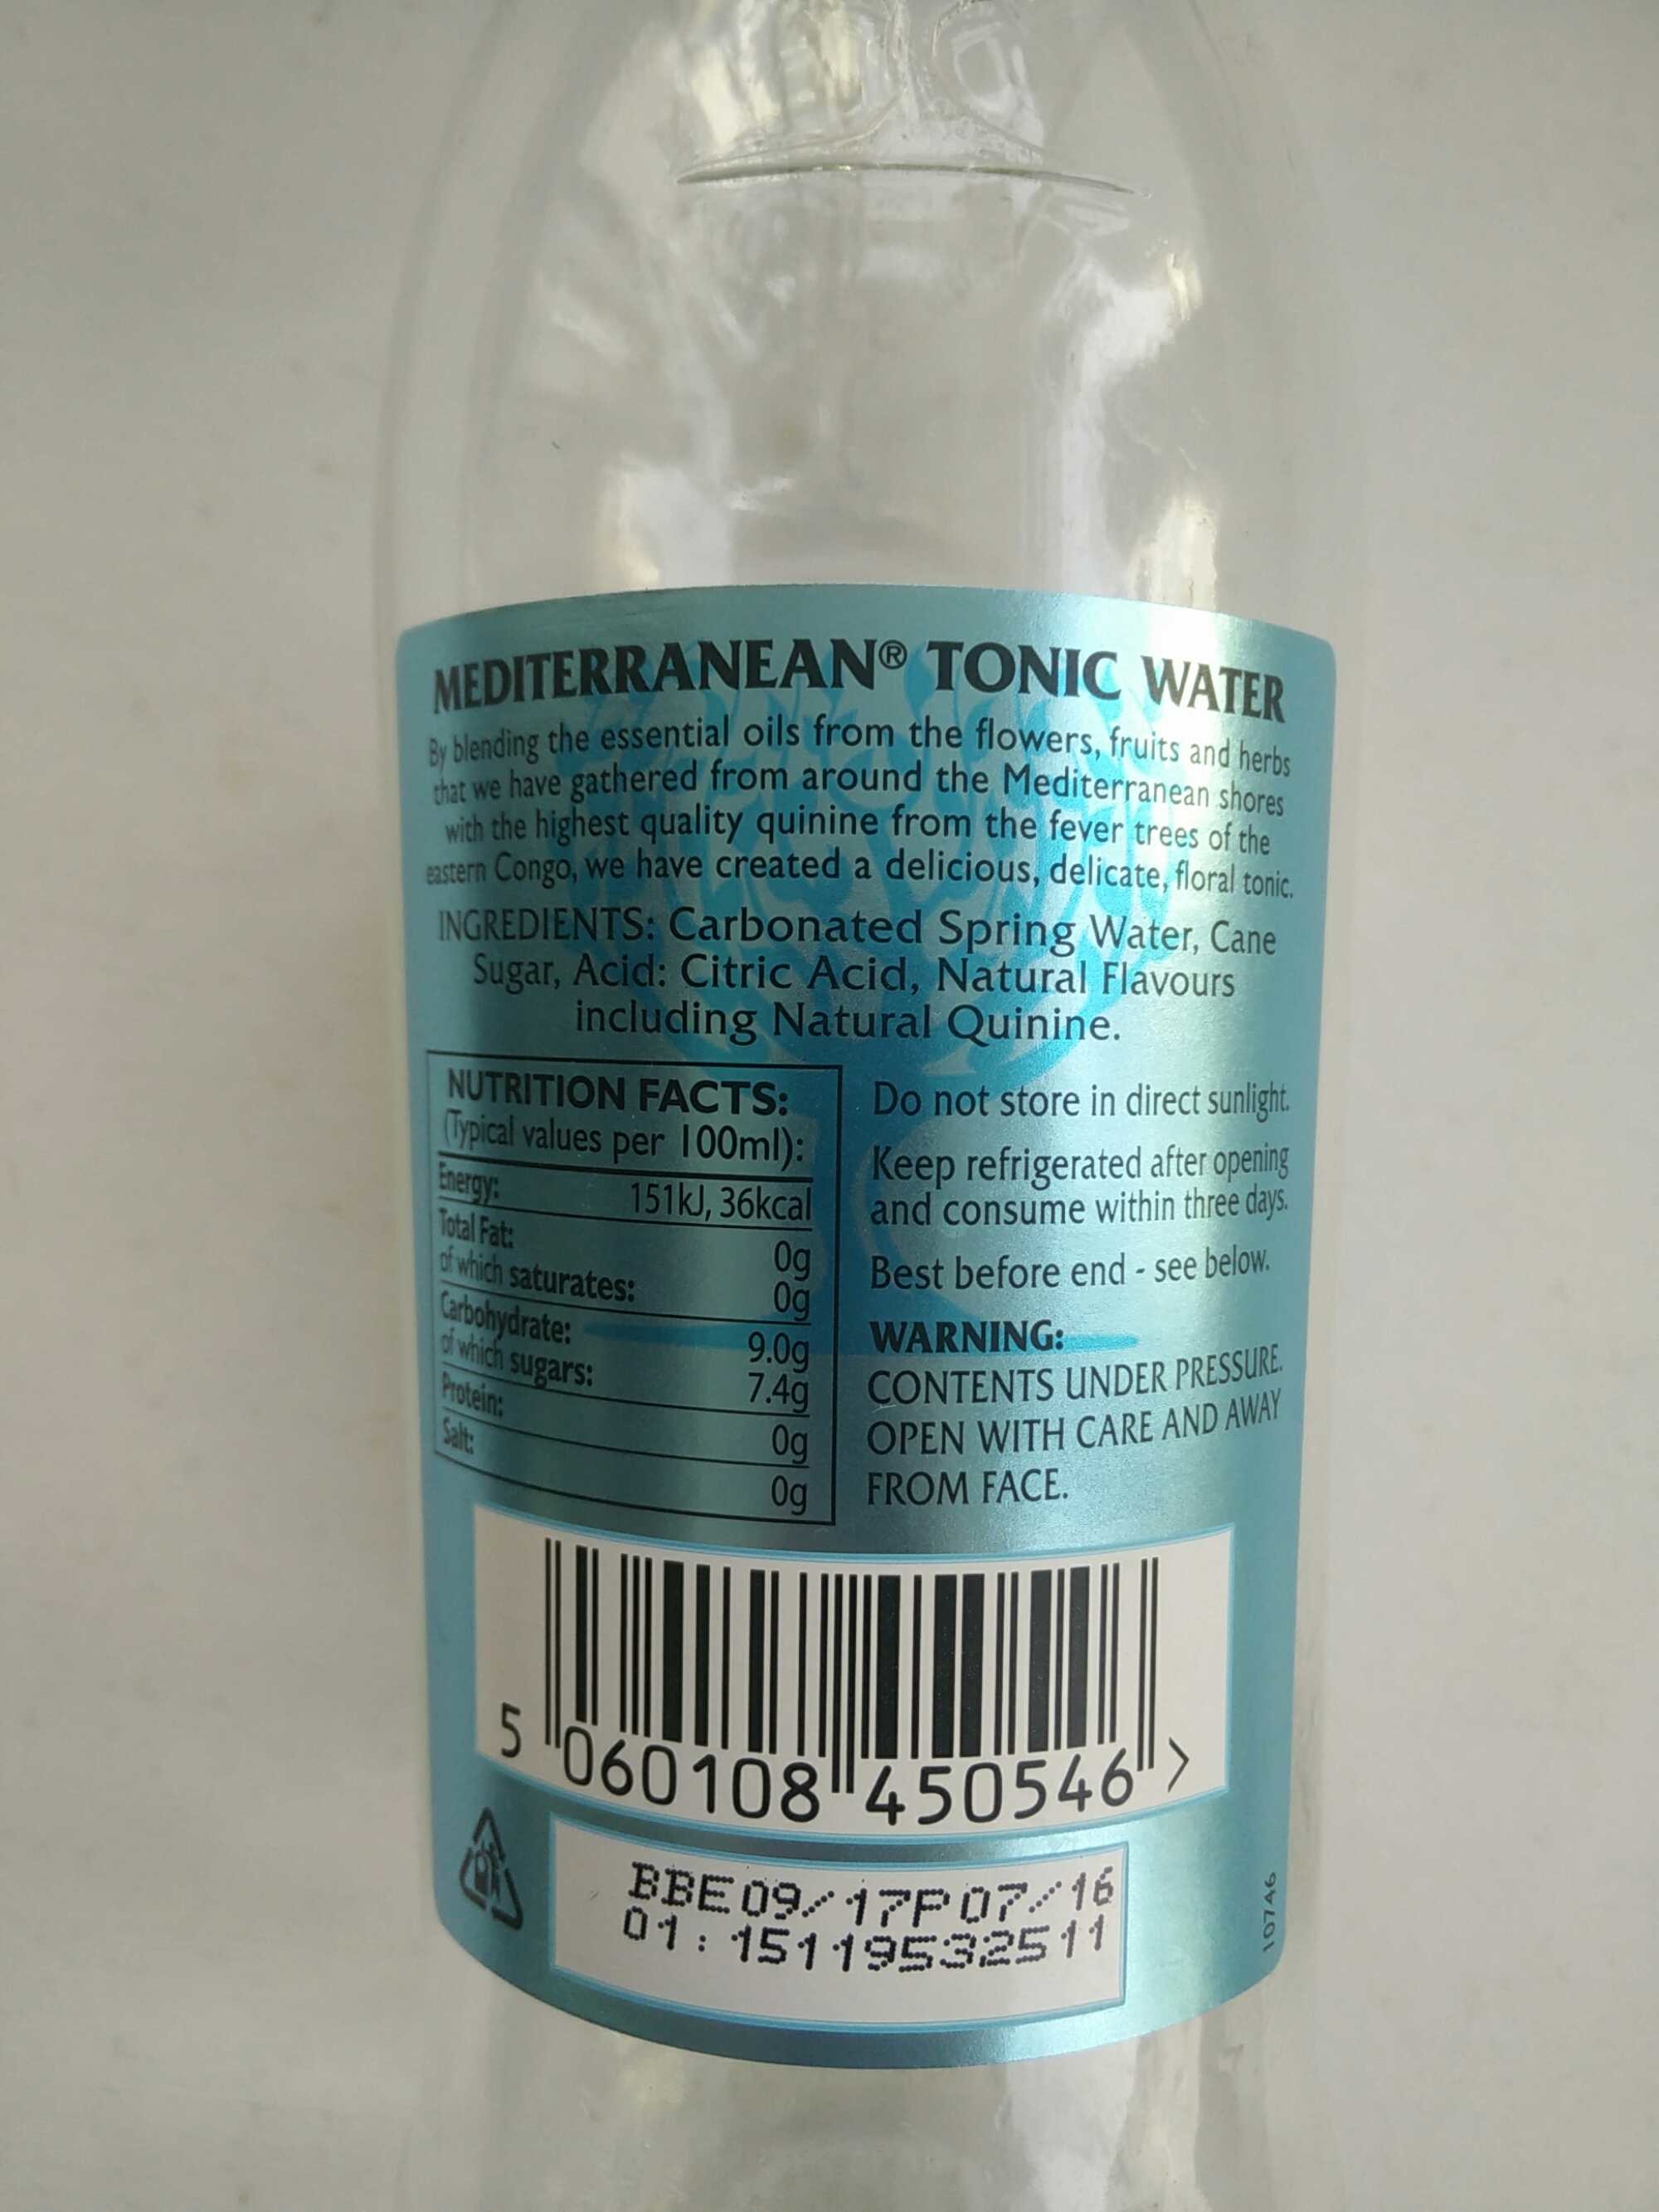 MEDITERRANEAN® TONIC WATER
By blending the essential oils from the flowers, fruits and herbs
that we have gathered from around the Mediterranean shores
with the highest quality quinine from the fever trees of the
eastern Congo, we have created a delicious, delicate, floral tonic.
INGREDIENTS: Carbonated Spring Water, Cane
Sugar, Acid: Citric Acid, Natural Flavours
including Natural Quinine.
NUTRITION FACTS:
(Typical values per 100ml):
Energy: 151kJ, 36kcal
Total Fat: 0g
of which saturates: 0g
Carbohydrate: 9.0g
of which sugars: 7.4g
Protein: 0g
Salt: 0g
Do not store in direct sunlight.
Keep refrigerated after opening
and consume within three days.
Best before end - see below.
WARNING:
CONTENTS UNDER PRESSURE.
OPEN WITH CARE AND AWAY
FROM FACE.
5 060108 450546 >
BBE 09/17P 07/16
01:15119532511
10746